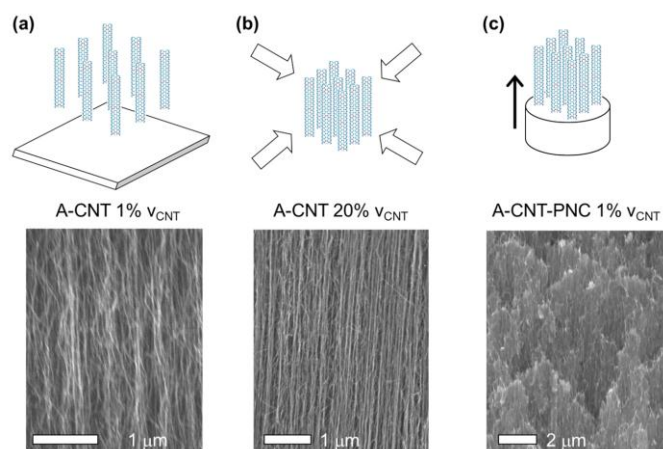 (a)
(b)
(c)
A-CNT 1% v_CNT
A-CNT 20% v_CNT
A-CNT-PNC 1% v_CNT
1 μm
1 μm
2 μm